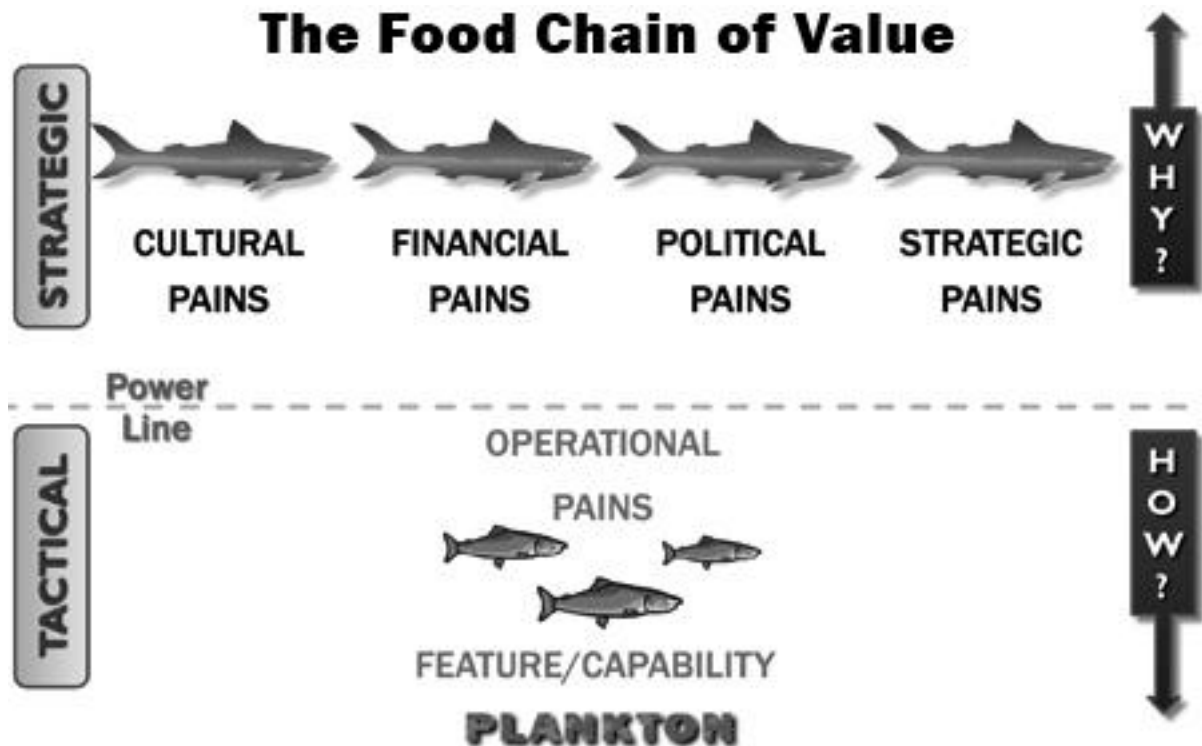 The Food Chain of Value
STRATEGIC
CULTURAL
PAINS
FINANCIAL
PAINS
POLITICAL
PAINS
STRATEGIC
PAINS
WHY?
Power
Line
TACTICAL
OPERATIONAL
PAINS
FEATURE/CAPABILITY
PLANKTON
HOW?